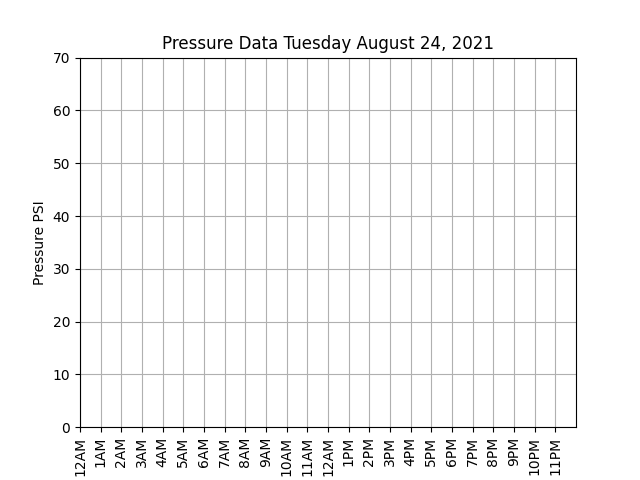 Pressure Data Tuesday August 24, 2021
70
60
50
40
30
20
10
0
Pressure PSI
12AM
1AM
2AM
3AM
4AM
5AM
6AM
7AM
8AM
9AM
10AM
11AM
12AM
1PM
2PM
3PM
4PM
5PM
6PM
7PM
8PM
9PM
10PM
11PM